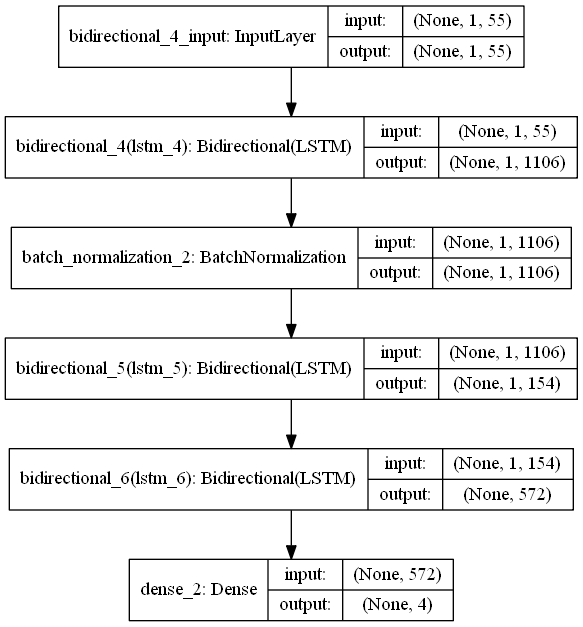 bidirectional_4_input: InputLayer
input: (None, 1, 55)
output: (None, 1, 55)
bidirectional_4(lstm_4): Bidirectional(LSTM)
input: (None, 1, 55)
output: (None, 1, 1106)
batch_normalization_2: BatchNormalization
input: (None, 1, 1106)
output: (None, 1, 1106)
bidirectional_5(lstm_5): Bidirectional(LSTM)
input: (None, 1, 1106)
output: (None, 1, 154)
bidirectional_6(lstm_6): Bidirectional(LSTM)
input: (None, 1, 154)
output: (None, 572)
dense_2: Dense
input: (None, 572)
output: (None, 4)